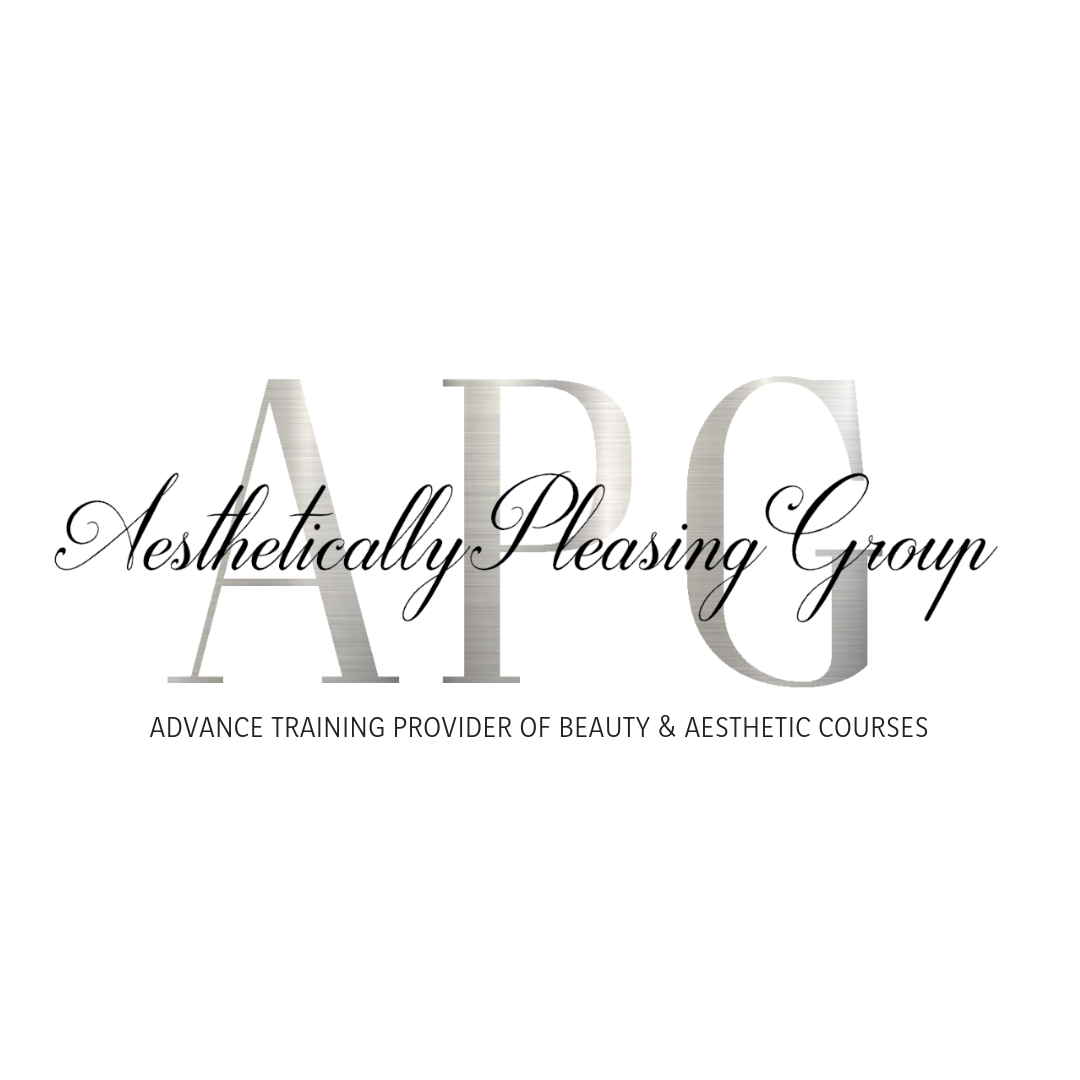 APG
Aesthetically Pleasing Group
ADVANCE TRAINING PROVIDER OF BEAUTY & AESTHETIC COURSES